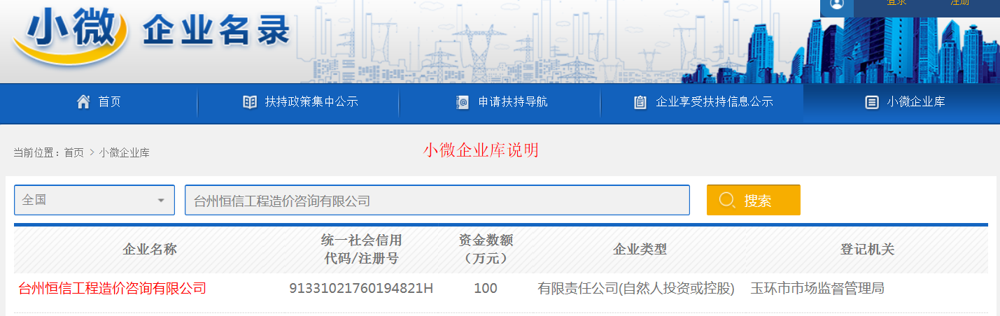 登录 注册
小微 企业名录
首页 扶持政策集中公示 申请扶持导航 企业享受扶持信息公示 小微企业库
当前位置：首页 > 小微企业库
小微企业库说明
全国 台州恒信工程造价咨询有限公司 搜索
企业名称 统一社会信用代码/注册号 资金数额（万元） 企业类型 登记机关
台州恒信工程造价咨询有限公司 91331021760194821H 100 有限责任公司(自然人投资或控股) 玉环市市场监督管理局